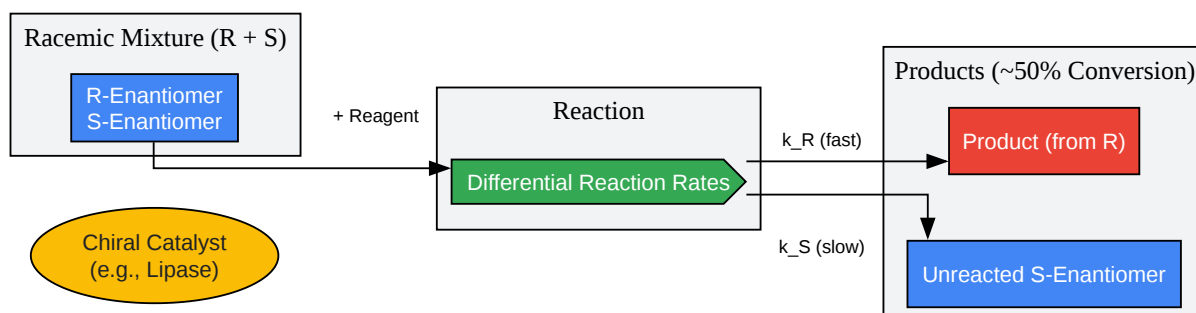 Racemic Mixture (R + S)
R-Enantiomer
S-Enantiomer
Chiral Catalyst
(e.g., Lipase)
+ Reagent
Reaction
Differential Reaction Rates
k_R (fast)
k_S (slow)
Products (~50% Conversion)
Product (from R)
Unreacted S-Enantiomer